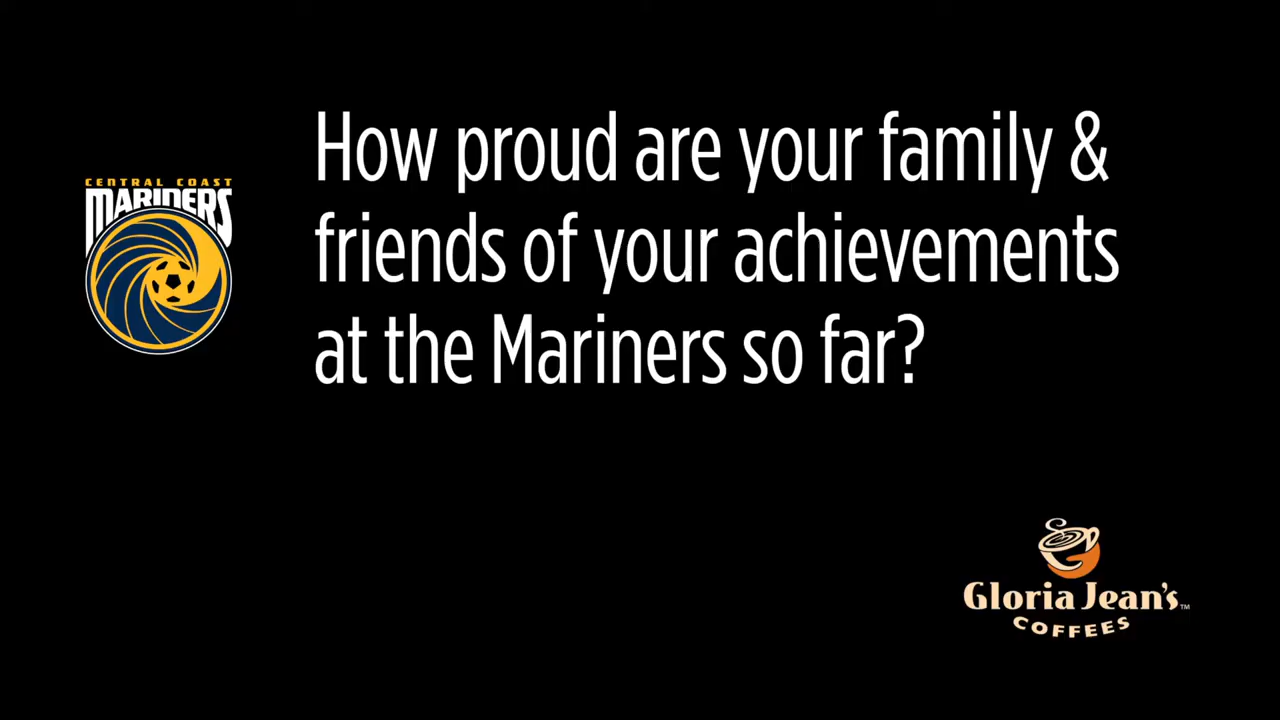 How proud are your family &
friends of your achievements
at the Mariners so far?
CENTRAL COAST
MARINERS
Gloria Jean's™
COFFEES